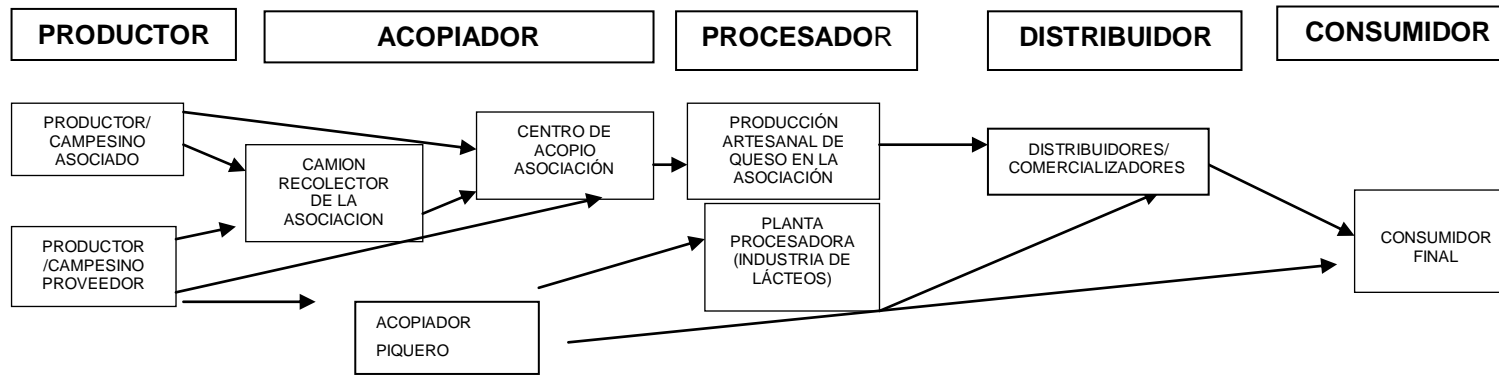 PRODUCTOR
ACOPIADOR
PROCESADOR
DISTRIBUIDOR
CONSUMIDOR
PRODUCTOR/
CAMPESINO
ASOCIADO
CAMION
RECOLECTOR
DE LA
ASOCIACION
CENTRO DE
ACOPIO
ASOCIACIÓN
PRODUCCIÓN
ARTESANAL DE
QUESO EN LA
ASOCIACIÓN
DISTRIBUIDORES/
COMERCIALIZADORES
PRODUCTOR
/CAMPESINO
PROVEEDOR
PLANTA
PROCESADORA
(INDUSTRIA DE
LÁCTEOS)
CONSUMIDOR
FINAL
ACOPIADOR
PIQUERO